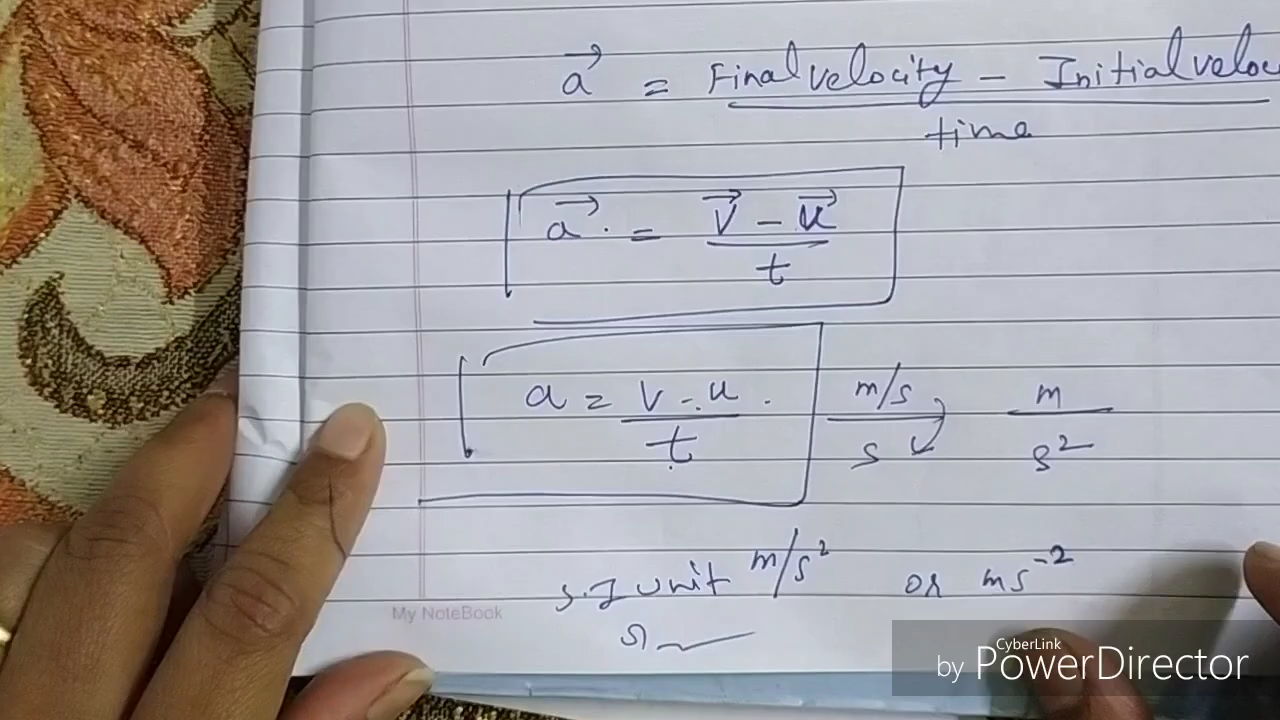 a⃗ = Final velocity - Initial veloc
time
a⃗ . = v⃗ - u⃗
t
a = v - u . m/s m
t s s²
S.I unit m/s² or ms⁻²
My NoteBook
CyberLink
by PowerDirector